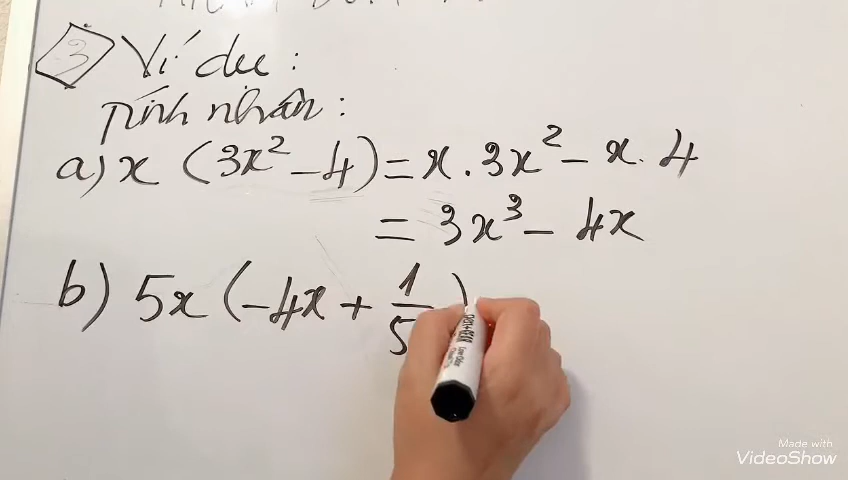 3 Ví dụ :
Tính nhân :
a) x (3x² - 4) = x . 3x² - x . 4
= 3x³ - 4x
b) 5x (-4x + 1/5)
Made with
VideoShow